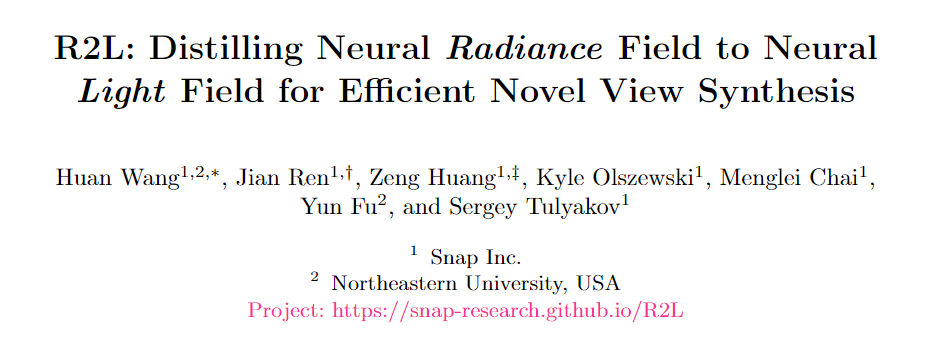 R2L: Distilling Neural Radiance Field to Neural
Light Field for Efficient Novel View Synthesis
Huan Wang1,2,*, Jian Ren1,†, Zeng Huang1,‡, Kyle Olszewski1, Menglei Chai1,
Yun Fu2, and Sergey Tulyakov1
1 Snap Inc.
2 Northeastern University, USA
Project: https://snap-research.github.io/R2L